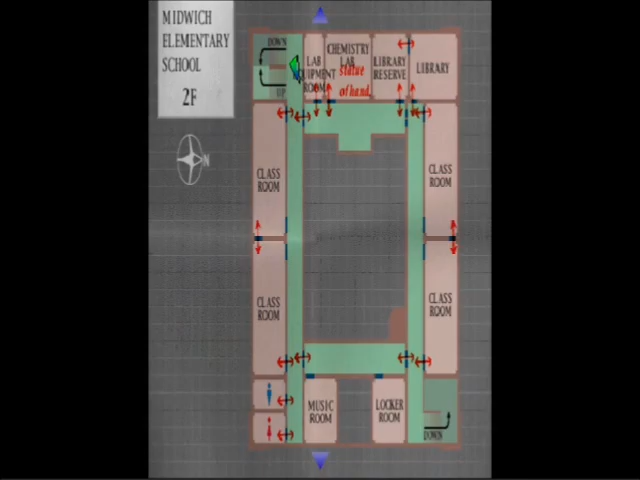 MIDWICH
ELEMENTARY
SCHOOL
2F
N
DOWN
UP
LAB
EQUIPMENT
ROOM
CHEMISTRY
LAB
statue
of hand
LIBRARY
RESERVE
LIBRARY
CLASS
ROOM
CLASS
ROOM
CLASS
ROOM
CLASS
ROOM
MUSIC
ROOM
LOCKER
ROOM
DOWN